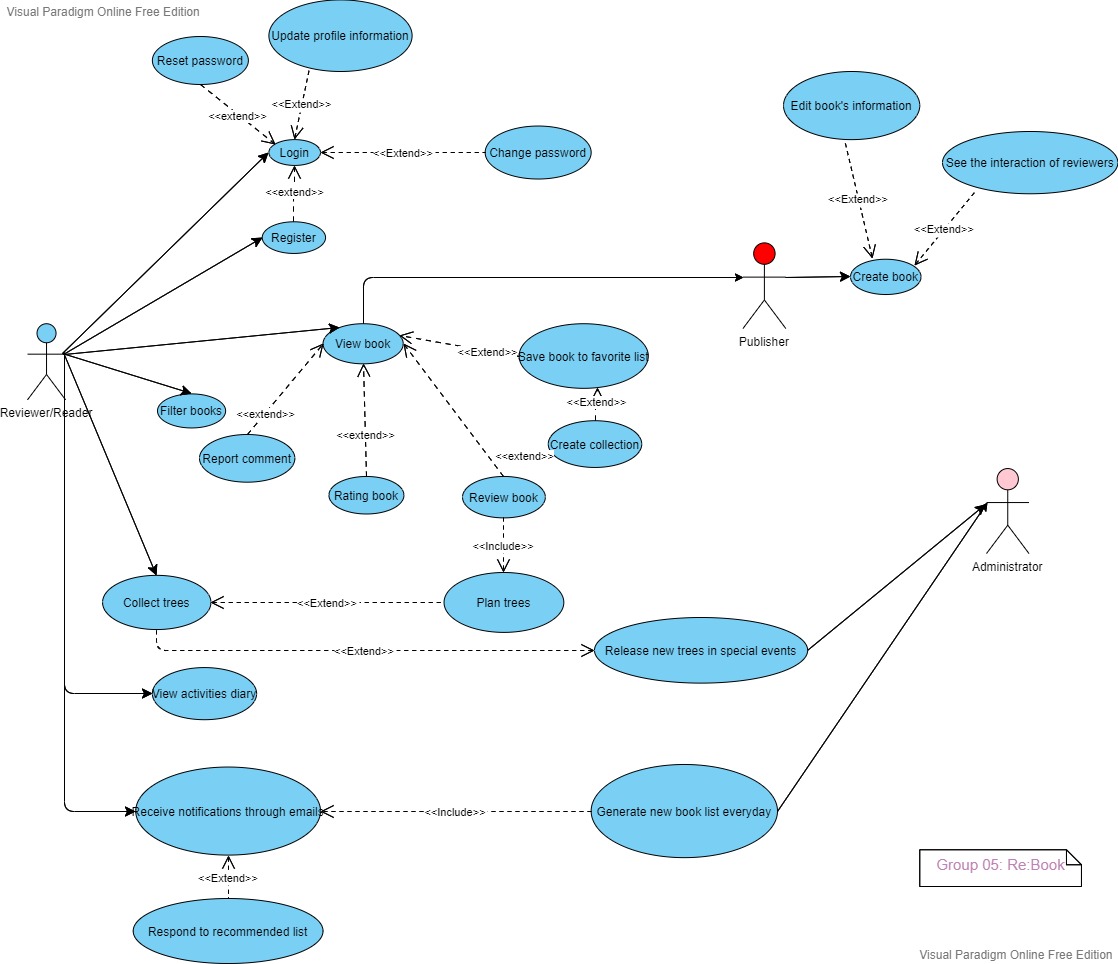 Visual Paradigm Online Free Edition
Update profile information
Reset password
<<Extend>>
<<extend>>
Login
<<Extend>>
Change password
<<extend>>
Register
Edit book's information
See the interaction of reviewers
<<Extend>>
<<Extend>>
Create book
Publisher
View book
<<Extend>>
Save book to favorite list
Reviewer/Reader
Filter books
<<extend>>
<<Extend>>
<<extend>>
Create collection
Report comment
<<extend>>
Rating book
Review book
<<Include>>
Administrator
Collect trees
<<Extend>>
Plan trees
<<Extend>>
Release new trees in special events
View activities diary
Receive notifications through emails
<<Include>>
Generate new book list everyday
<<Extend>>
Respond to recommended list
Group 05: Re:Book
Visual Paradigm Online Free Edition